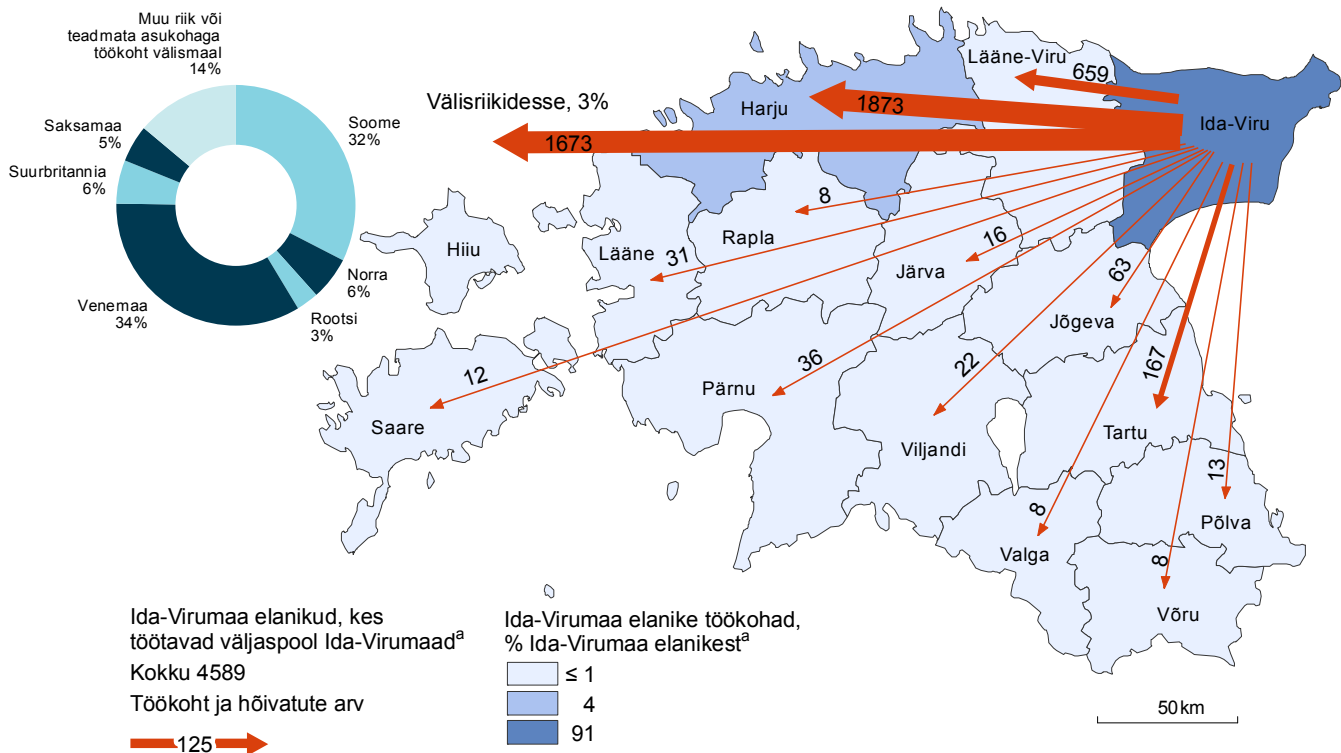 Muu riik või
teadmata asukohaga
töökoht välismaal
14%
Soome
32%
Saksamaa
5%
Suurbritannia
6%
Venemaa
34%
Norra
6%
Rootsi
3%
Välisriikidesse, 3%
1673
1873
659
Lääne-Viru
Harju
Ida-Viru
8
31
16
63
12
36
22
167
13
8
8
Hiiu
Lääne
Rapla
Järva
Jõgeva
Saare
Pärnu
Viljandi
Tartu
Valga
Põlva
Võru
Ida-Virumaa elanikud, kes
töötavad väljaspool Ida-Virumaadª
Kokku 4589
Töökoht ja hõivatute arv
125
Ida-Virumaa elanike töökohad,
% Ida-Virumaa elanikestª
≤ 1
4
91
50 km